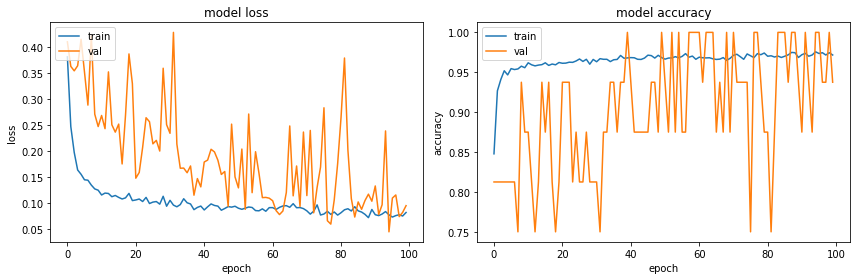 model loss
train
val
0.40
0.35
0.30
0.25
0.20
0.15
0.10
0.05
loss
0 20 40 60 80 100
epoch
model accuracy
train
val
1.00
0.95
0.90
0.85
0.80
0.75
accuracy
0 20 40 60 80 100
epoch